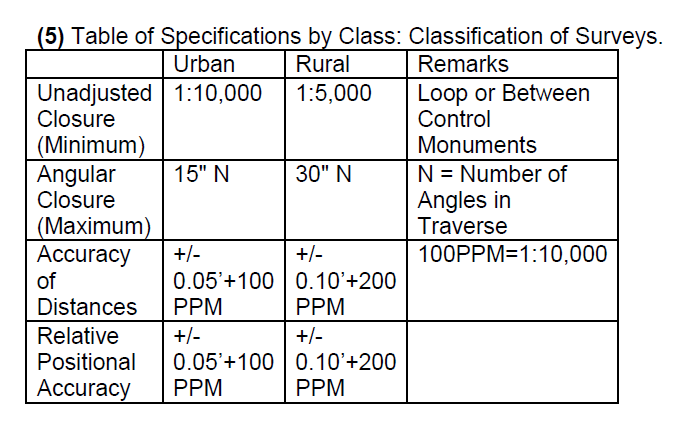 (5) Table of Specifications by Class: Classification of Surveys.
Urban Rural Remarks
Unadjusted 1:10,000 1:5,000 Loop or Between
Closure Control
(Minimum) Monuments
Angular 15" N 30" N N = Number of
Closure Angles in
(Maximum) Traverse
Accuracy +/- +/- 100PPM=1:10,000
of 0.05'+100 0.10'+200
Distances PPM PPM
Relative +/- +/-
Positional 0.05'+100 0.10'+200
Accuracy PPM PPM